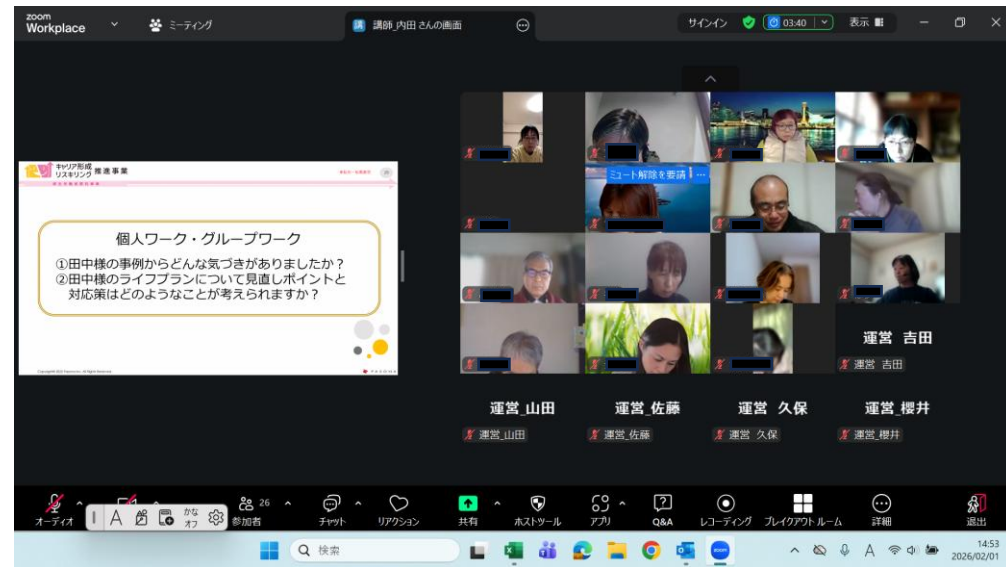 zoom
Workplace
ミーティング
講 講師_内田 さんの画面
サインイン
03:40
表示
キャリア形成
リスキリング
推進事業
個人ワーク・グループワーク
①田中様の事例からどんな気づきがありましたか？
②田中様のライフプランについて見直しポイントと
対応策はどのようなことが考えられますか？
PASONA
ミュート解除を要請
運営 吉田
運営 吉田
運営_山田
運営_佐藤
運営 久保
運営_櫻井
運営_山田
運営_佐藤
運営 久保
運営_櫻井
オーディオ
A
かな
オフ
26
参加者
チャット
リアクション
共有
ホストツール
アプリ
Q&A
レコーディング
ブレイクアウトルーム
詳細
退出
検索
A
14:53
2026/02/01